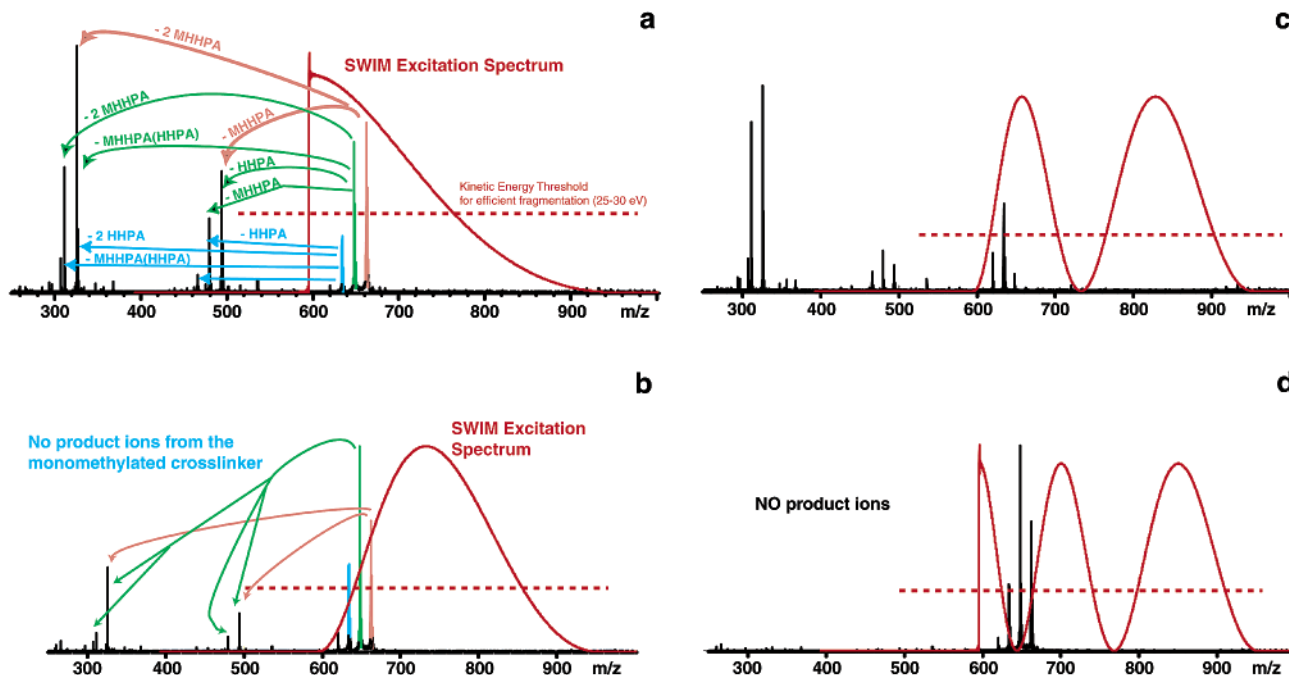 a
- 2 MHHPA
SWIM Excitation Spectrum
- 2 MHHPA
- MHHPA
- MHHPA(HHPA)
- HHPA
- MHHPA
Kinetic Energy Threshold
for efficient fragmentation (25-30 eV)
- 2 HHPA
- HHPA
- MHHPA(HHPA)
300 400 500 600 700 800 900 m/z
c
300 400 500 600 700 800 900 m/z
b
No product ions from the
monomethylated crosslinker
SWIM Excitation
Spectrum
300 400 500 600 700 800 900 m/z
d
NO product ions
300 400 500 600 700 800 900 m/z